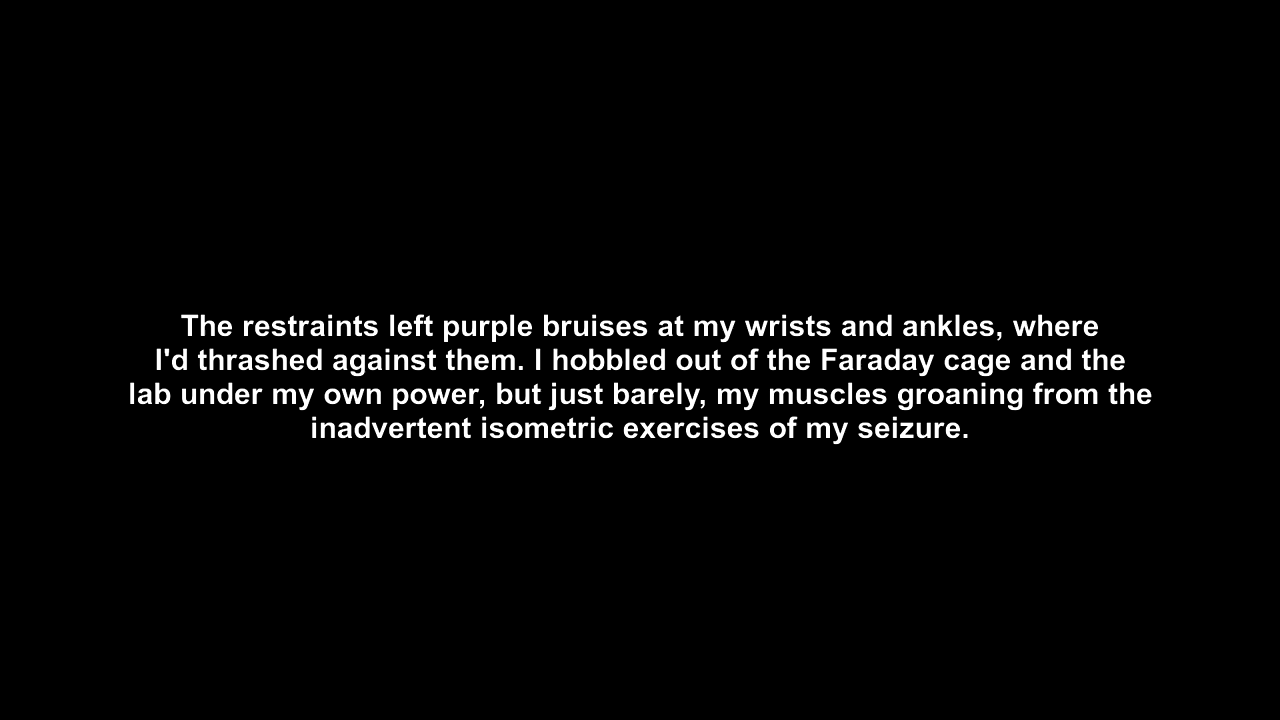 The restraints left purple bruises at my wrists and ankles, where
I'd thrashed against them. I hobbled out of the Faraday cage and the
lab under my own power, but just barely, my muscles groaning from the
inadvertent isometric exercises of my seizure.